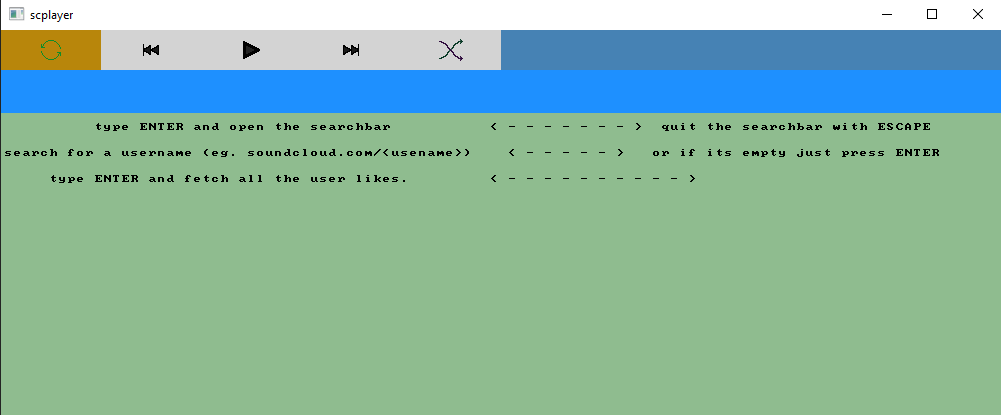 scplayer
type ENTER and open the searchbar < - - - - - - - > quit the searchbar with ESCAPE
search for a username (eg. soundcloud.com/<usename>) < - - - - - - > or if its empty just press ENTER
type ENTER and fetch all the user likes. < - - - - - - - - - - >